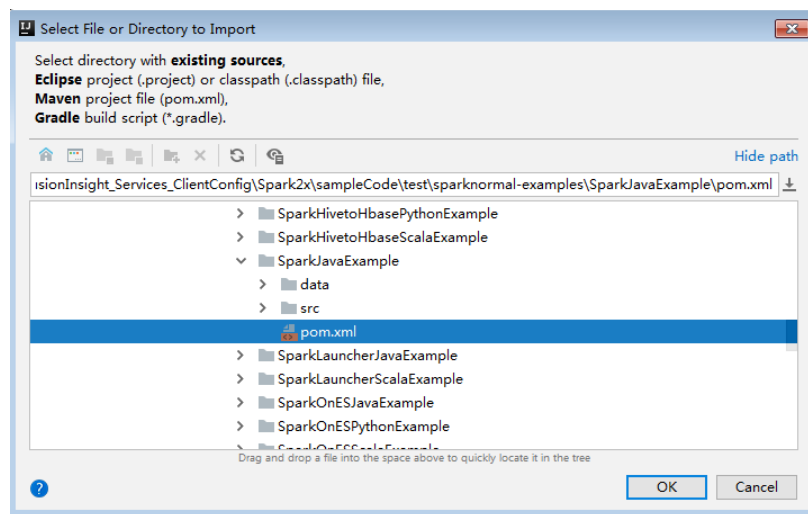 Select File or Directory to Import
Select directory with existing sources,
Eclipse project (.project) or classpath (.classpath) file,
Maven project file (pom.xml),
Gradle build script (*.gradle).
Hide path
ısionInsight_Services_ClientConfig\Spark2x\sampleCode\test\sparknormal-examples\SparkJavaExample\pom.xml
SparkHivetoHbasePythonExample
SparkHivetoHbaseScalaExample
SparkJavaExample
data
src
pom.xml
SparkLauncherJavaExample
SparkLauncherScalaExample
SparkOnESJavaExample
SparkOnESPythonExample
SparkOnESScalaExample
Drag and drop a file into the space above to quickly locate it in the tree
OK
Cancel